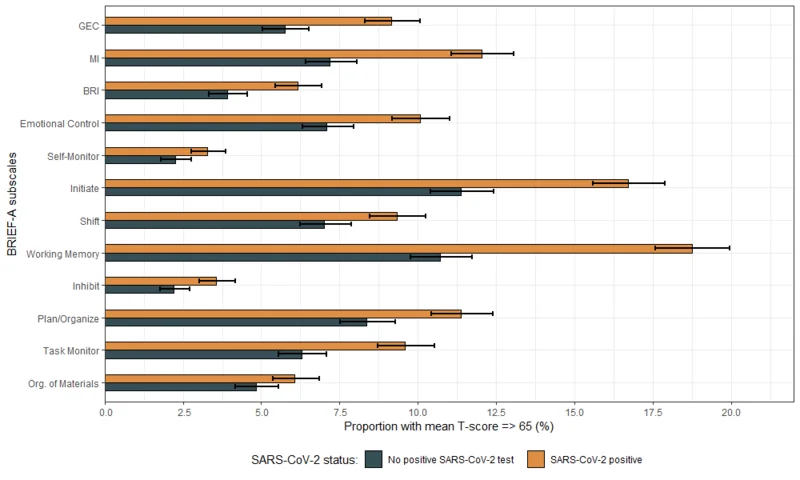 GEC
MI
BRI
Emotional Control
Self-Monitor
Initiate
Shift
Working Memory
Inhibit
Plan/Organize
Task Monitor
Org. of Materials
BRIEF-A subscales
0.0 2.5 5.0 7.5 10.0 12.5 15.0 17.5 20.0
Proportion with mean T-score => 65 (%)
SARS-CoV-2 status: No positive SARS-CoV-2 test SARS-CoV-2 positive